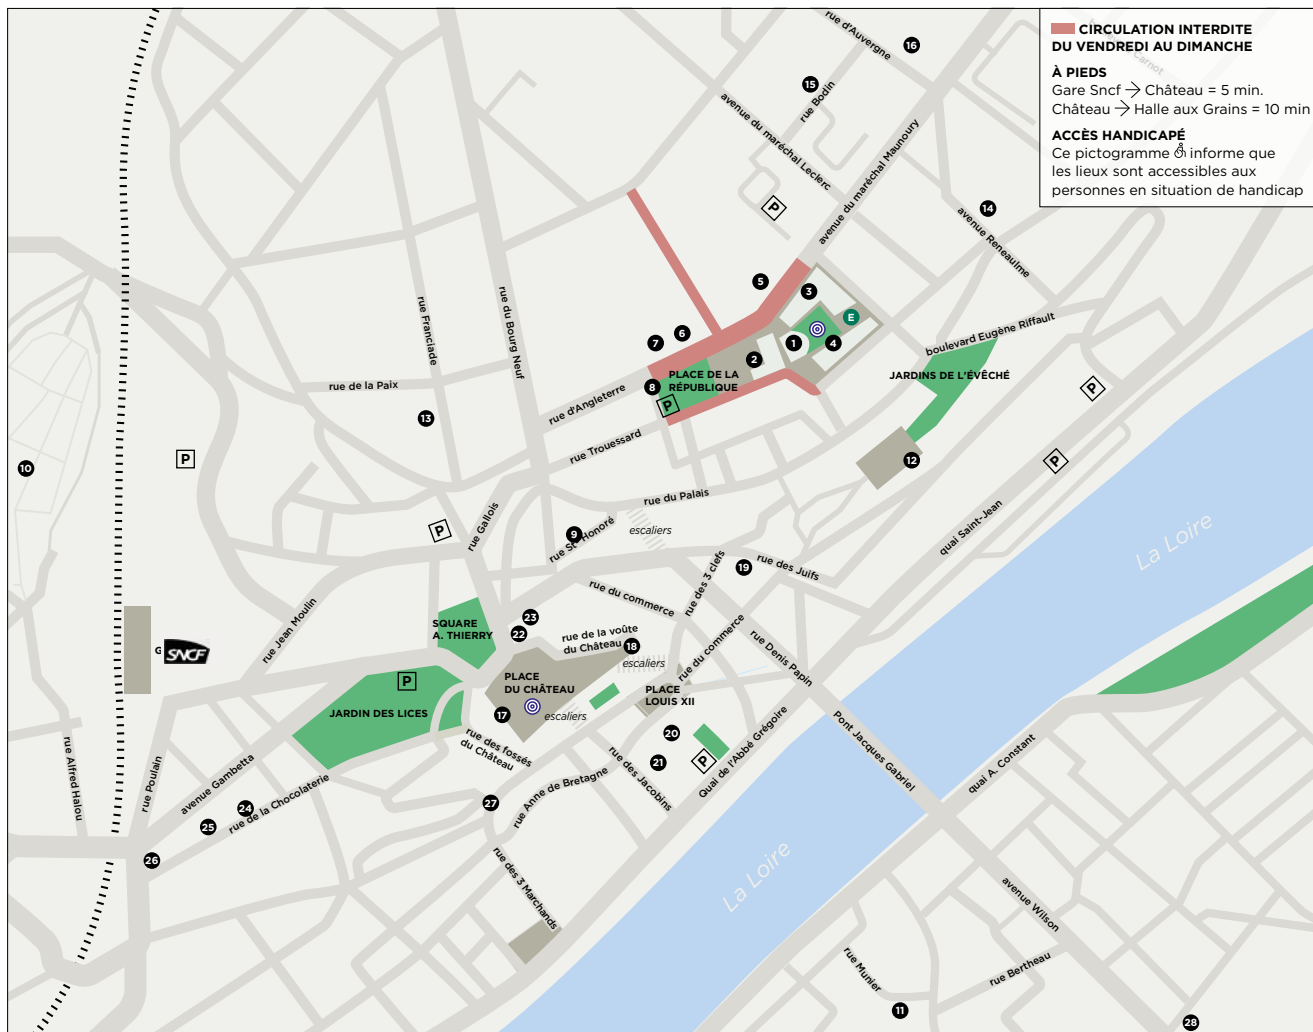 CIRCULATION INTERDITE
DU VENDREDI AU DIMANCHE
À PIEDS
Gare Sncf → Château = 5 min.
Château → Halle aux Grains = 10 min
ACCÈS HANDICAPÉ
Ce pictogramme informe que
les lieux sont accessibles aux
personnes en situation de handicap
Carnot
rue d'Auvergne
16
15
rue Bodin
avenue du maréchal Leclerc
avenue du maréchal Maunoury
P
14
avenue Reneaulme
5
3
E
1
4
2
6
7
8
PLACE DE LA
RÉPUBLIQUE
P
boulevard Eugène Riffault
JARDINS DE L'ÉVÊCHÉ
P
rue Franciade
rue du Bourg Neuf
rue de la Paix
rue d'Angleterre
13
rue Trouessard
10
P
12
P
rue du Palais
rue Gallois
P
9
rue St Honoré
escaliers
quai Saint-Jean
La Loire
19
rue des Juifs
rue des 3 clefs
rue du commerce
rue Jean Moulin
SQUARE
A. THIERRY
23
22
rue de la voûte
du Château
18
escaliers
rue du commerce
rue Denis Papin
G
SNCF
P
PLACE
DU CHÂTEAU
PLACE
LOUIS XII
JARDIN DES LICES
17
escaliers
20
rue des fossés
du Château
21
P
rue des Jacobins
Quai de l'Abbé Grégoire
Pont Jacques Gabriel
quai A. Constant
rue Alfred Halou
rue Poulain
avenue Gambetta
rue de la Chocolaterie
24
25
26
27
rue Anne de Bretagne
rue des 3 Marchands
La Loire
avenue Wilson
rue Munier
rue Bertheau
11
28